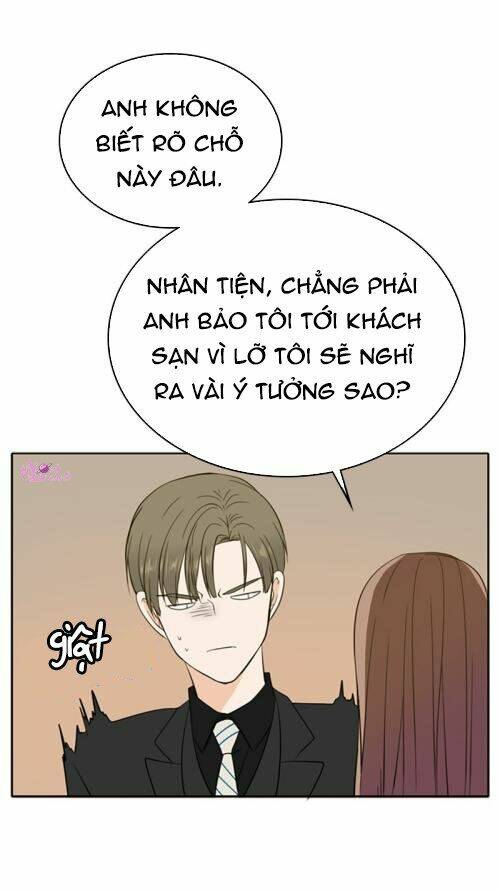 ANH KHÔNG
BIẾT RÕ CHỖ
NÀY ĐÂU.
NHÂN TIỆN, CHẲNG PHẢI
ANH BẢO TÔI TỚI KHÁCH
SẠN VÌ LỠ TÔI SẼ NGHĨ
RA VÀI Ý TƯỞNG SAO?
giật